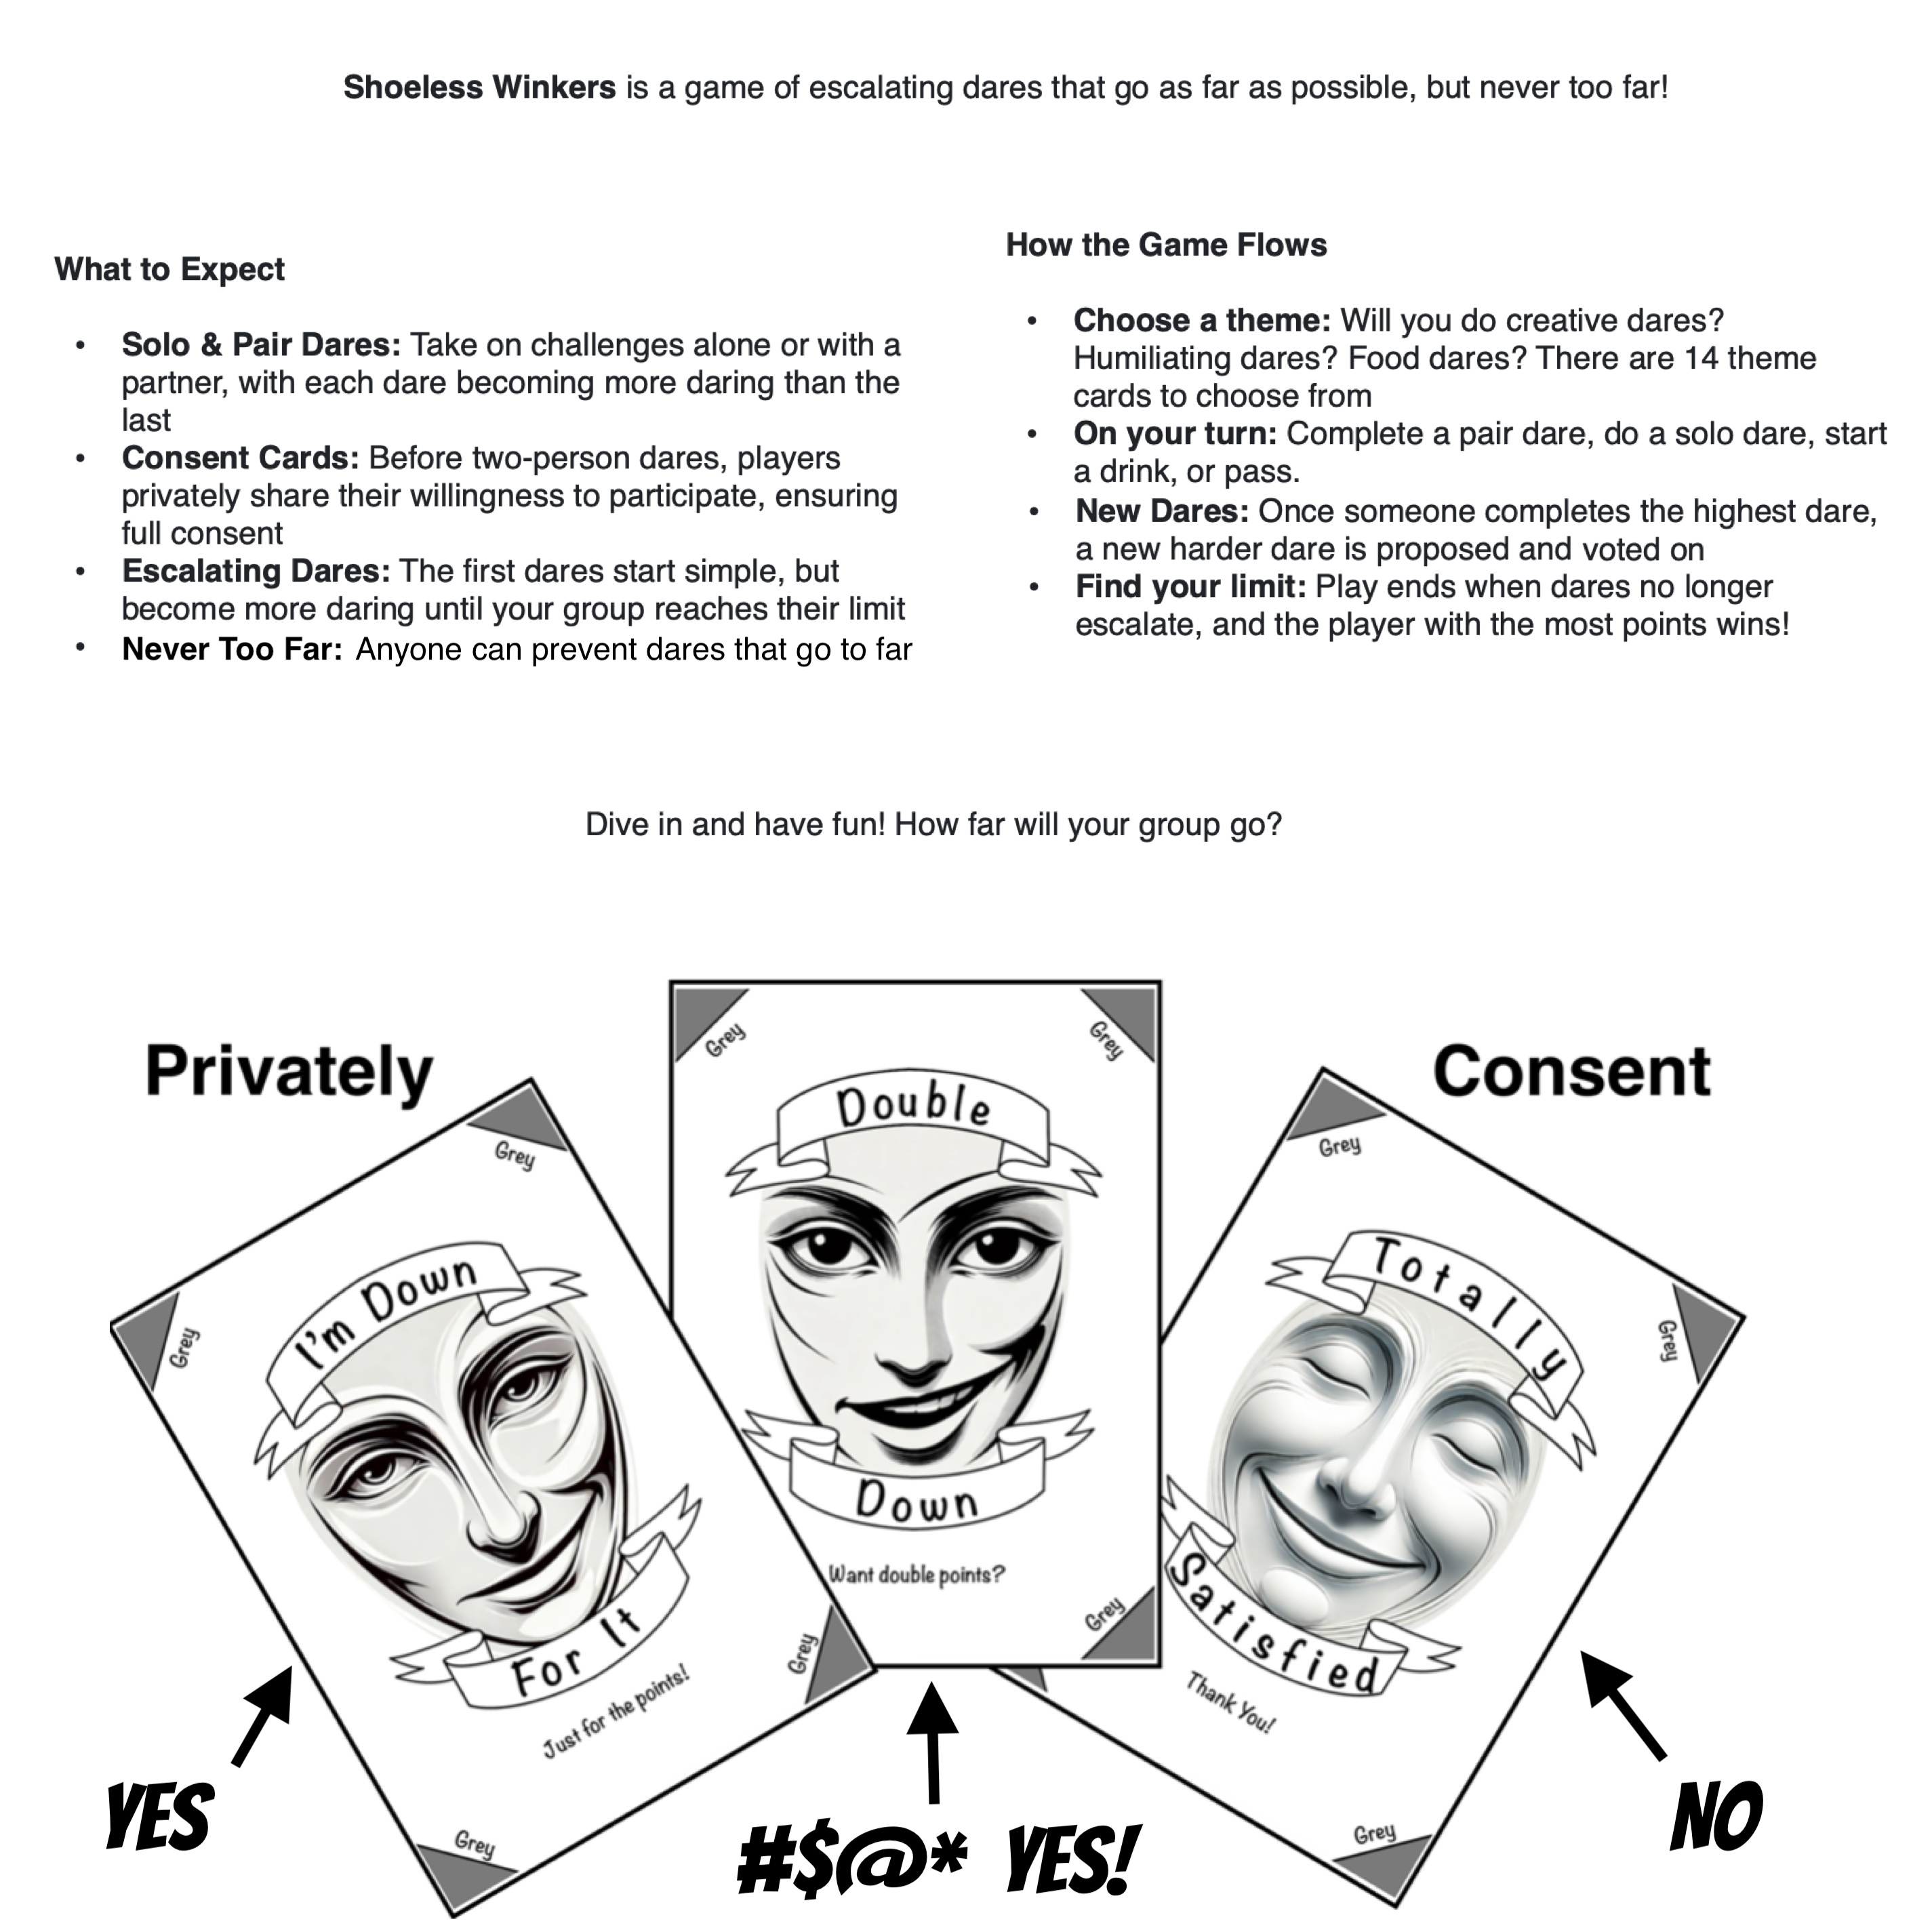 Shoeless Winkers is a game of escalating dares that go as far as possible, but never too far!
What to Expect
• Solo & Pair Dares: Take on challenges alone or with a
partner, with each dare becoming more daring than the
last
• Consent Cards: Before two-person dares, players
privately share their willingness to participate, ensuring
full consent
• Escalating Dares: The first dares start simple, but
become more daring until your group reaches their limit
• Never Too Far: Anyone can prevent dares that go to far
How the Game Flows
• Choose a theme: Will you do creative dares?
Humiliating dares? Food dares? There are 14 theme
cards to choose from
• On your turn: Complete a pair dare, do a solo dare, start
a drink, or pass.
• New Dares: Once someone completes the highest dare,
a new harder dare is proposed and voted on
• Find your limit: Play ends when dares no longer
escalate, and the player with the most points wins!
Dive in and have fun! How far will your group go?
Privately
Consent
Grey
Grey
I'm Down
For It
Just for the points!
Grey
Grey
Grey
Grey
Double
Down
Want double points?
Grey
Grey
Grey
Totally
Satisfied
Thank You!
Grey
YES
#$@* YES!
NO